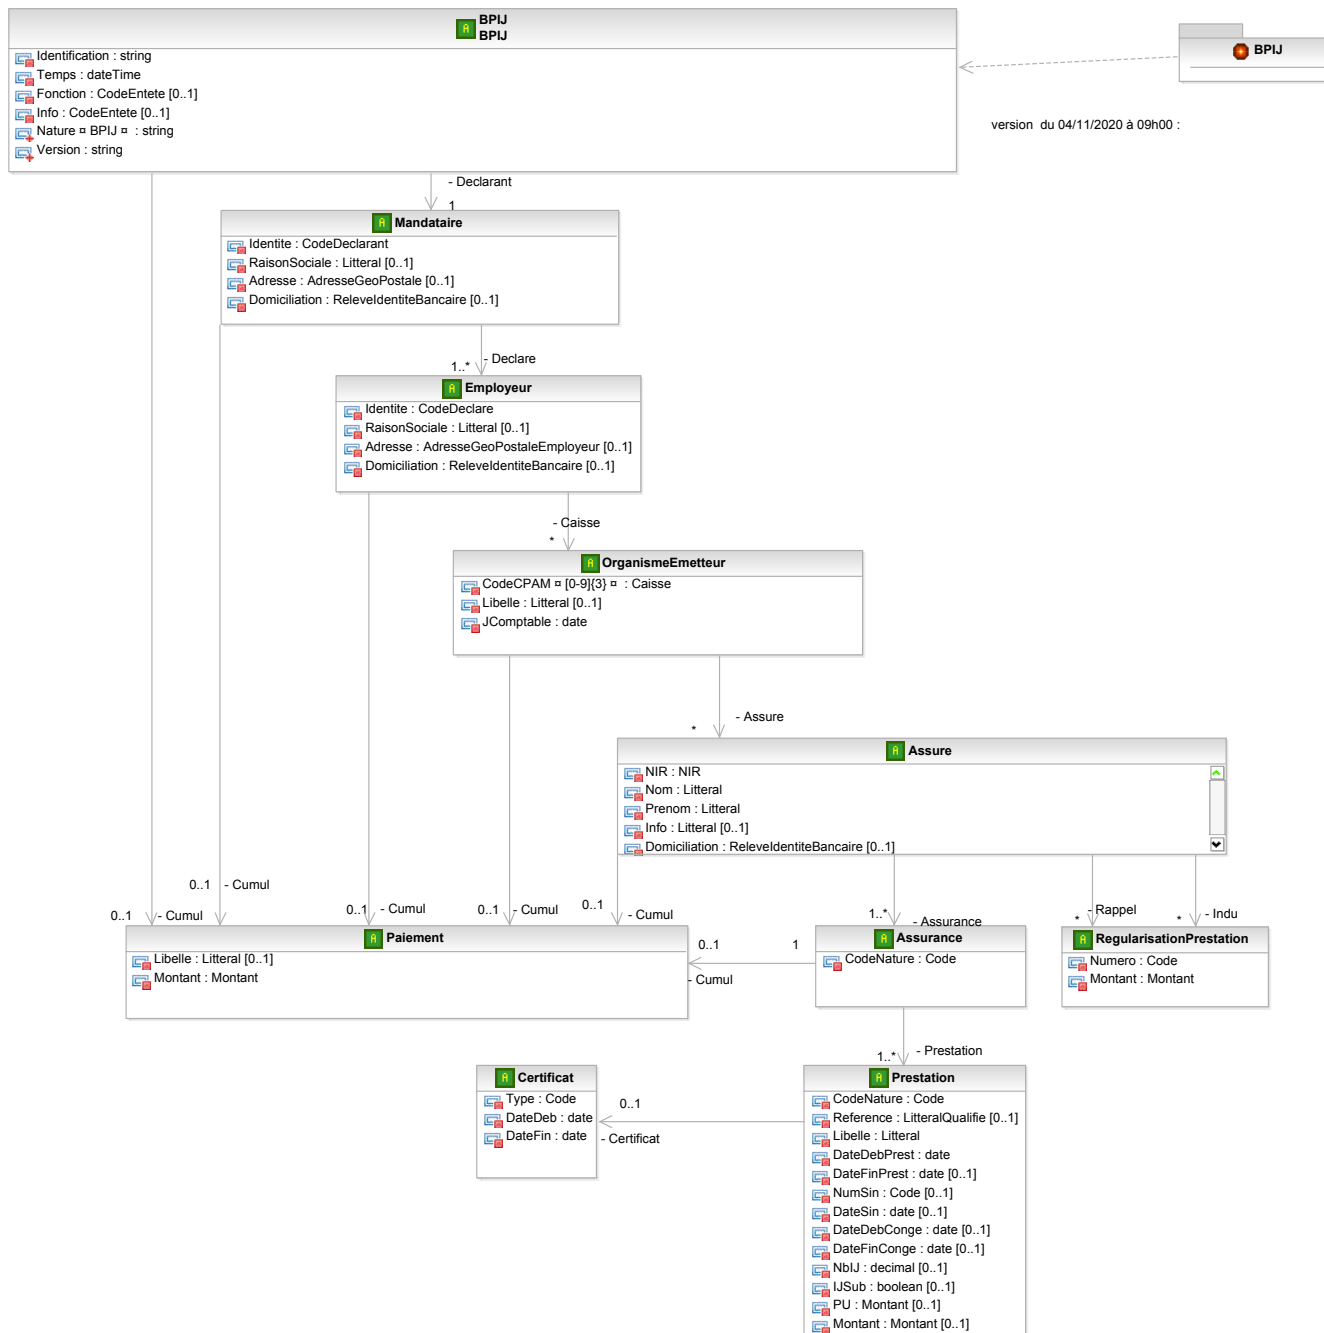 BPIJ
BPIJ
Identification : string
Temps : dateTime
Fonction : CodeEntete [0..1]
Info : CodeEntete [0..1]
Nature ¤ BPIJ ¤ : string
Version : string
BPIJ
version du 04/11/2020 à 09h00 :
- Declarant
1
Mandataire
Identite : CodeDeclarant
RaisonSociale : Litteral [0..1]
Adresse : AdresseGeoPostale [0..1]
Domiciliation : ReleveIdentiteBancaire [0..1]
- Declare
1..*
Employeur
Identite : CodeDeclare
RaisonSociale : Litteral [0..1]
Adresse : AdresseGeoPostaleEmployeur [0..1]
Domiciliation : ReleveIdentiteBancaire [0..1]
- Caisse
*
OrganismeEmetteur
CodeCPAM ¤ [0-9]{3} ¤ : Caisse
Libelle : Litteral [0..1]
JComptable : date
- Assure
*
Assure
NIR : NIR
Nom : Litteral
Prenom : Litteral
Info : Litteral [0..1]
Domiciliation : ReleveIdentiteBancaire [0..1]
0..1 - Cumul
0..1 - Cumul
0..1 - Cumul
0..1 - Cumul
0..1 - Cumul
1..* - Assurance
* - Rappel
* - Indu
Paiement
Libelle : Litteral [0..1]
Montant : Montant
0..1 1
- Cumul
Assurance
CodeNature : Code
RegularisationPrestation
Numero : Code
Montant : Montant
1..* - Prestation
Certificat
Type : Code
DateDeb : date
DateFin : date
0..1
- Certificat
Prestation
CodeNature : Code
Reference : LitteralQualifie [0..1]
Libelle : Litteral
DateDebPrest : date
DateFinPrest : date [0..1]
NumSin : Code [0..1]
DateSin : date [0..1]
DateDebConge : date [0..1]
DateFinConge : date [0..1]
NbIJ : decimal [0..1]
IJSub : boolean [0..1]
PU : Montant [0..1]
Montant : Montant [0..1]